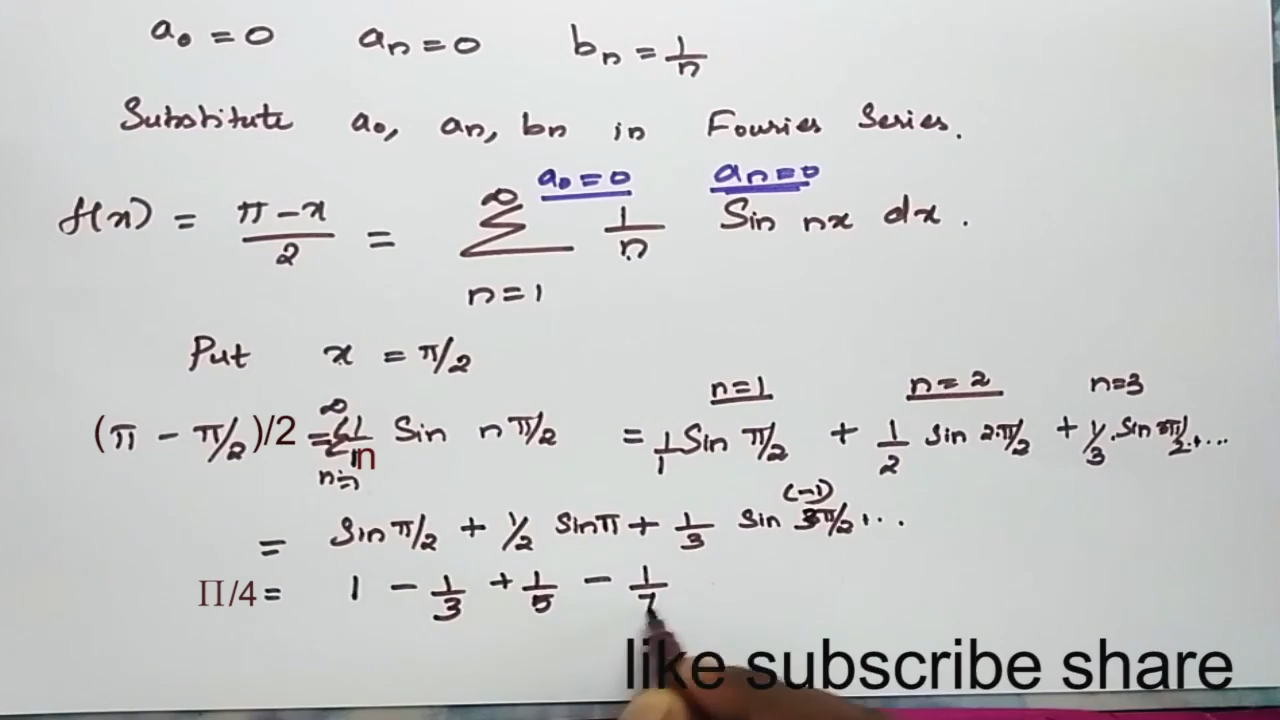 a₀ = 0 aₙ = 0 bₙ = 1/n
Substitute a₀, aₙ, bₙ in Fourier Series.
a₀ = 0 aₙ = 0
f(x) = (π - x)/2 = ∑ₙ₌₁^∞ 1/n Sin nx dx.
Put x = π/2
n = 1 n = 2 n = 3
(π - π/2)/2 = ∑ₙ₌₁^∞ 1/n Sin n π/2 = 1/1 Sin π/2 + 1/2 Sin 2π/2 + 1/3 . Sin 3π/2 + ....
(-1)
= Sin π/2 + 1/2 Sin π + 1/3 Sin 3π/2 + ...
Π/4 = 1 - 1/3 + 1/5 - 1/7
like subscribe share